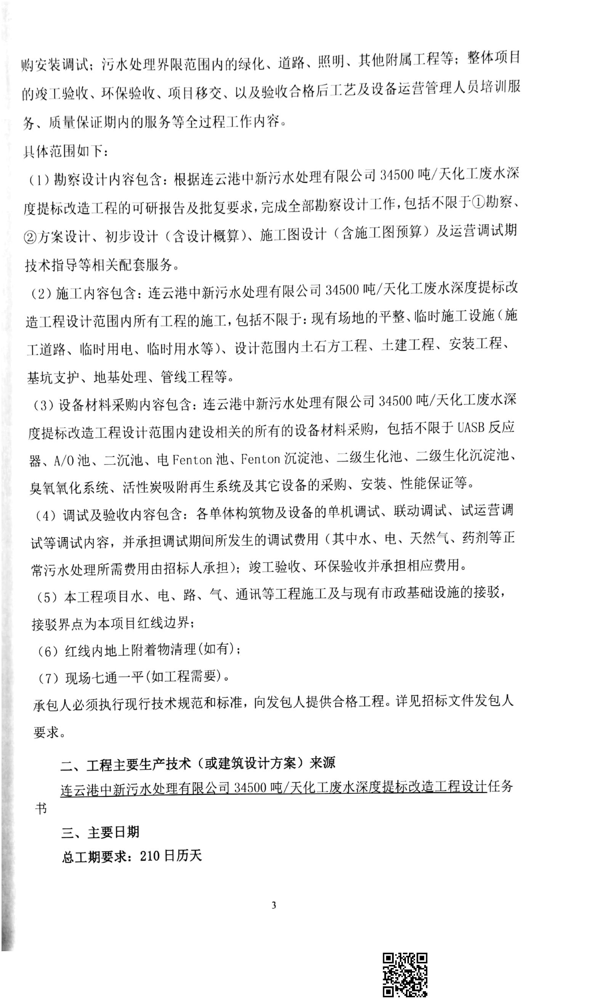 购安装调试；污水处理界限范围内的绿化、道路、照明、其他附属工程等；整体项目
的竣工验收、环保验收、项目移交、以及验收合格后工艺及设备运营管理人员培训服
务、质量保证期内的服务等全过程工作内容。
具体范围如下：
（1）勘察设计内容包含：根据连云港中新污水处理有限公司 34500 吨/天化工废水深
度提标改造工程的可研报告及批复要求，完成全部勘察设计工作，包括不限于①勘察、
②方案设计、初步设计（含设计概算）、施工图设计（含施工图预算）及运营调试期
技术指导等相关配套服务。
（2）施工内容包含：连云港中新污水处理有限公司 34500 吨/天化工废水深度提标改
造工程设计范围内所有工程的施工，包括不限于：现有场地的平整、临时施工设施（施
工道路、临时用电、临时用水等）、设计范围内土石方工程、土建工程、安装工程、
基坑支护、地基处理、管线工程等。
（3）设备材料采购内容包含：连云港中新污水处理有限公司 34500 吨/天化工废水深
度提标改造工程设计范围内建设相关的所有的设备材料采购，包括不限于 UASB 反应
器、A/O 池、二沉池、电 Fenton 池、Fenton 沉淀池、二级生化池、二级生化沉淀池、
臭氧氧化系统、活性炭吸附再生系统及其它设备的采购、安装、性能保证等。
（4）调试及验收内容包含：各单体构筑物及设备的单机调试、联动调试、试运营调
试等调试内容，并承担调试期间所发生的调试费用（其中水、电、天然气、药剂等正
常污水处理所需费用由招标人承担）；竣工验收、环保验收并承担相应费用。
（5）本工程项目水、电、路、气、通讯等工程施工及与现有市政基础设施的接驳，
接驳界点为本项目红线边界；
（6）红线内地上附着物清理(如有)；
（7）现场七通一平(如工程需要)。
承包人必须执行现行技术规范和标准，向发包人提供合格工程。详见招标文件发包人
要求。
二、工程主要生产技术（或建筑设计方案）来源
连云港中新污水处理有限公司 34500 吨/天化工废水深度提标改造工程设计任务
书
三、主要日期
总工期要求：210 日历天
3